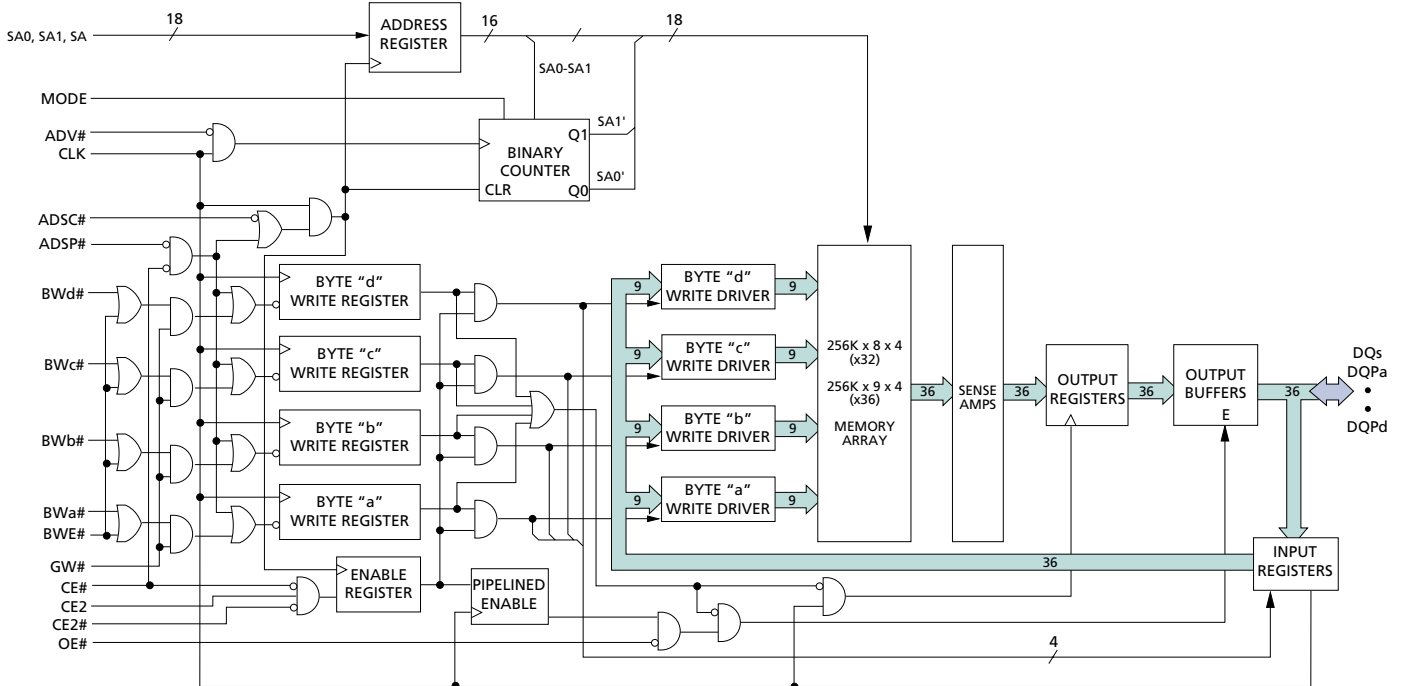 SA0, SA1, SA
18
ADDRESS
REGISTER
16
18
SA0-SA1
MODE
ADV#
CLK
BINARY
COUNTER
CLR
Q1
Q0
SA1'
SA0'
ADSC#
ADSP#
BWd#
BYTE “d”
WRITE REGISTER
9
BYTE “d”
WRITE DRIVER
9
BWc#
BYTE “c”
WRITE REGISTER
9
BYTE “c”
WRITE DRIVER
9
BWb#
BYTE “b”
WRITE REGISTER
9
BYTE “b”
WRITE DRIVER
9
BWa#
BWE#
BYTE “a”
WRITE REGISTER
9
BYTE “a”
WRITE DRIVER
9
256K x 8 x 4
(x32)
256K x 9 x 4
(x36)
MEMORY
ARRAY
36
SENSE
AMPS
36
OUTPUT
REGISTERS
36
OUTPUT
BUFFERS
E
36
DQs
DQPa
•
•
DQPd
GW#
CE#
CE2
CE2#
OE#
ENABLE
REGISTER
PIPELINED
ENABLE
36
INPUT
REGISTERS
4